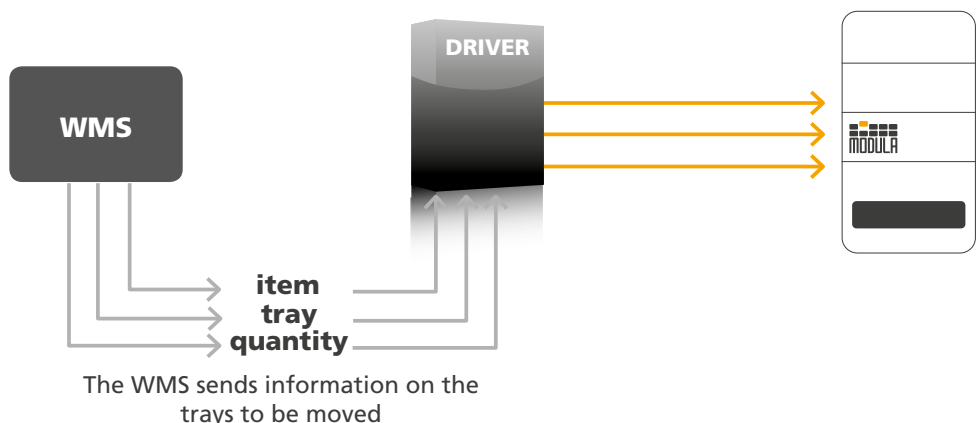 DRIVER
WMS
MODULA
item
tray
quantity
The WMS sends information on the
trays to be moved